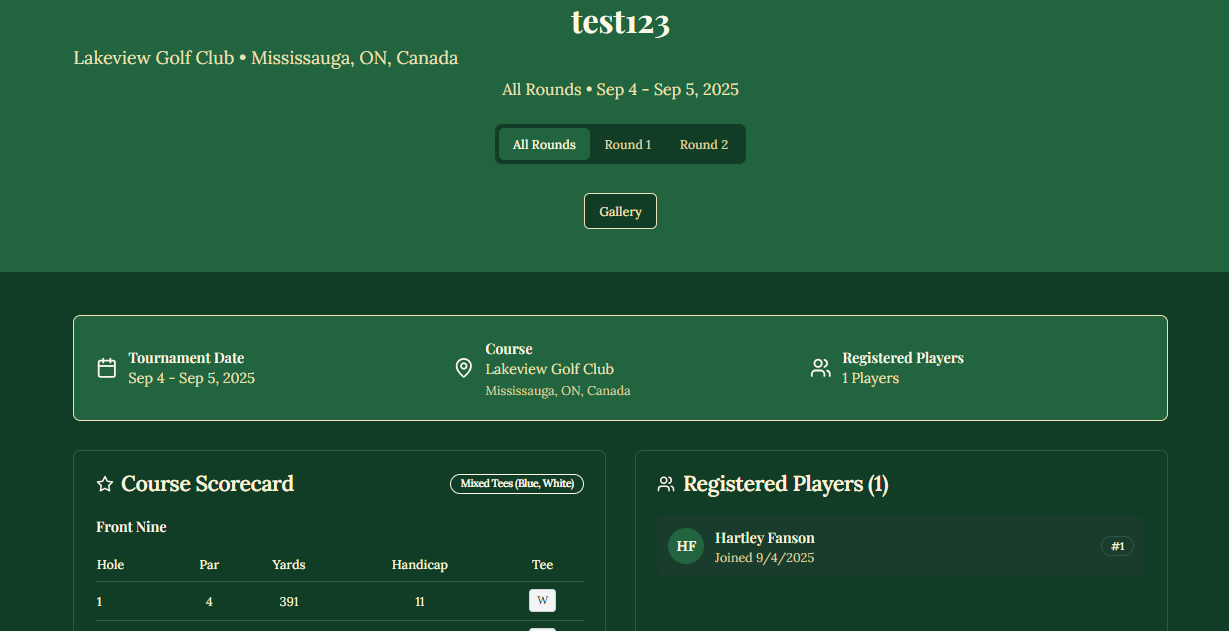 test123
Lakeview Golf Club • Mississauga, ON, Canada
All Rounds • Sep 4 - Sep 5, 2025
All Rounds Round 1 Round 2
Gallery
Tournament Date
Sep 4 - Sep 5, 2025
Course
Lakeview Golf Club
Mississauga, ON, Canada
Registered Players
1 Players
Course Scorecard
Mixed Tees (Blue, White)
Front Nine
Hole Par Yards Handicap Tee
1 4 391 11 W
Registered Players (1)
HF
Hartley Fanson
Joined 9/4/2025
#1